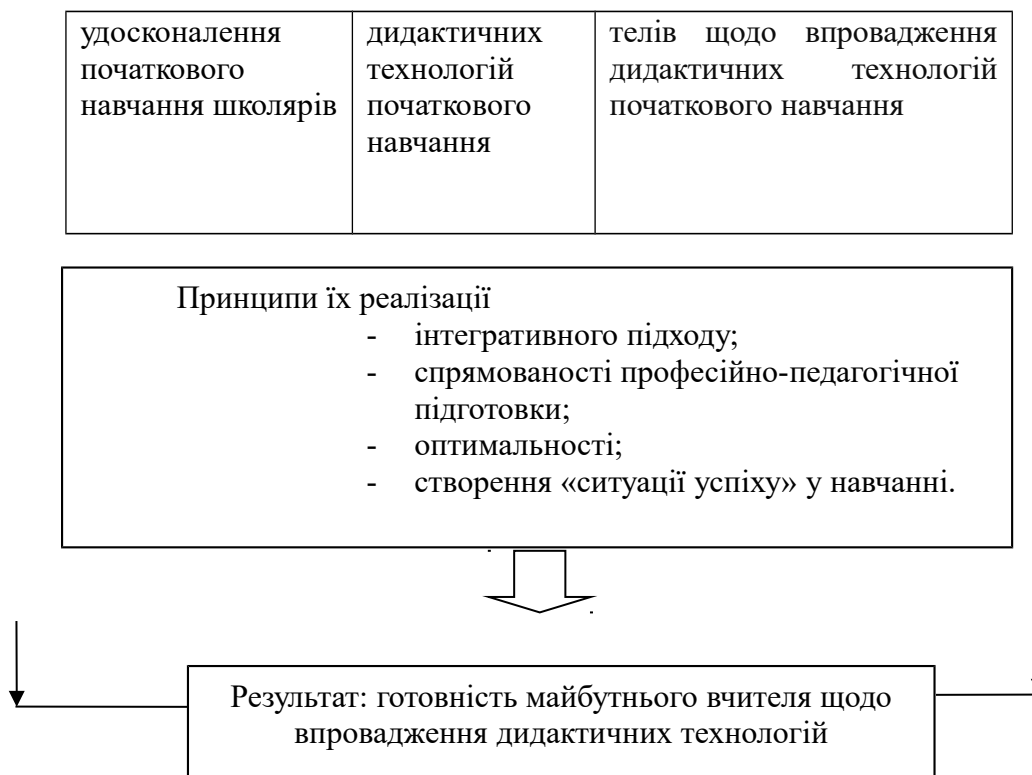 удосконалення
початкового
навчання школярів
дидактичних
технологій
початкового
навчання
телів щодо впровадження
дидактичних технологій
початкового навчання
Принципи їх реалізації
- інтегративного підходу;
- спрямованості професійно-педагогічної
підготовки;
- оптимальності;
- створення «ситуації успіху» у навчанні.
Результат: готовність майбутнього вчителя щодо
впровадження дидактичних технологій